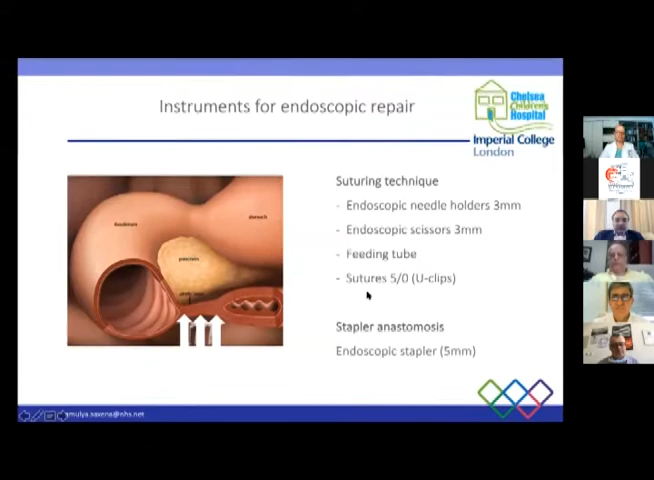 Instruments for endoscopic repair
Chelsea
Children's
Hospital
Imperial College
London
duodenum
stomach
pancreas
Suturing technique
- Endoscopic needle holders 3mm
- Endoscopic scissors 3mm
- Feeding tube
- Sutures 5/0 (U-clips)
Stapler anastomosis
Endoscopic stapler (5mm)
amulya.saxena@nhs.net